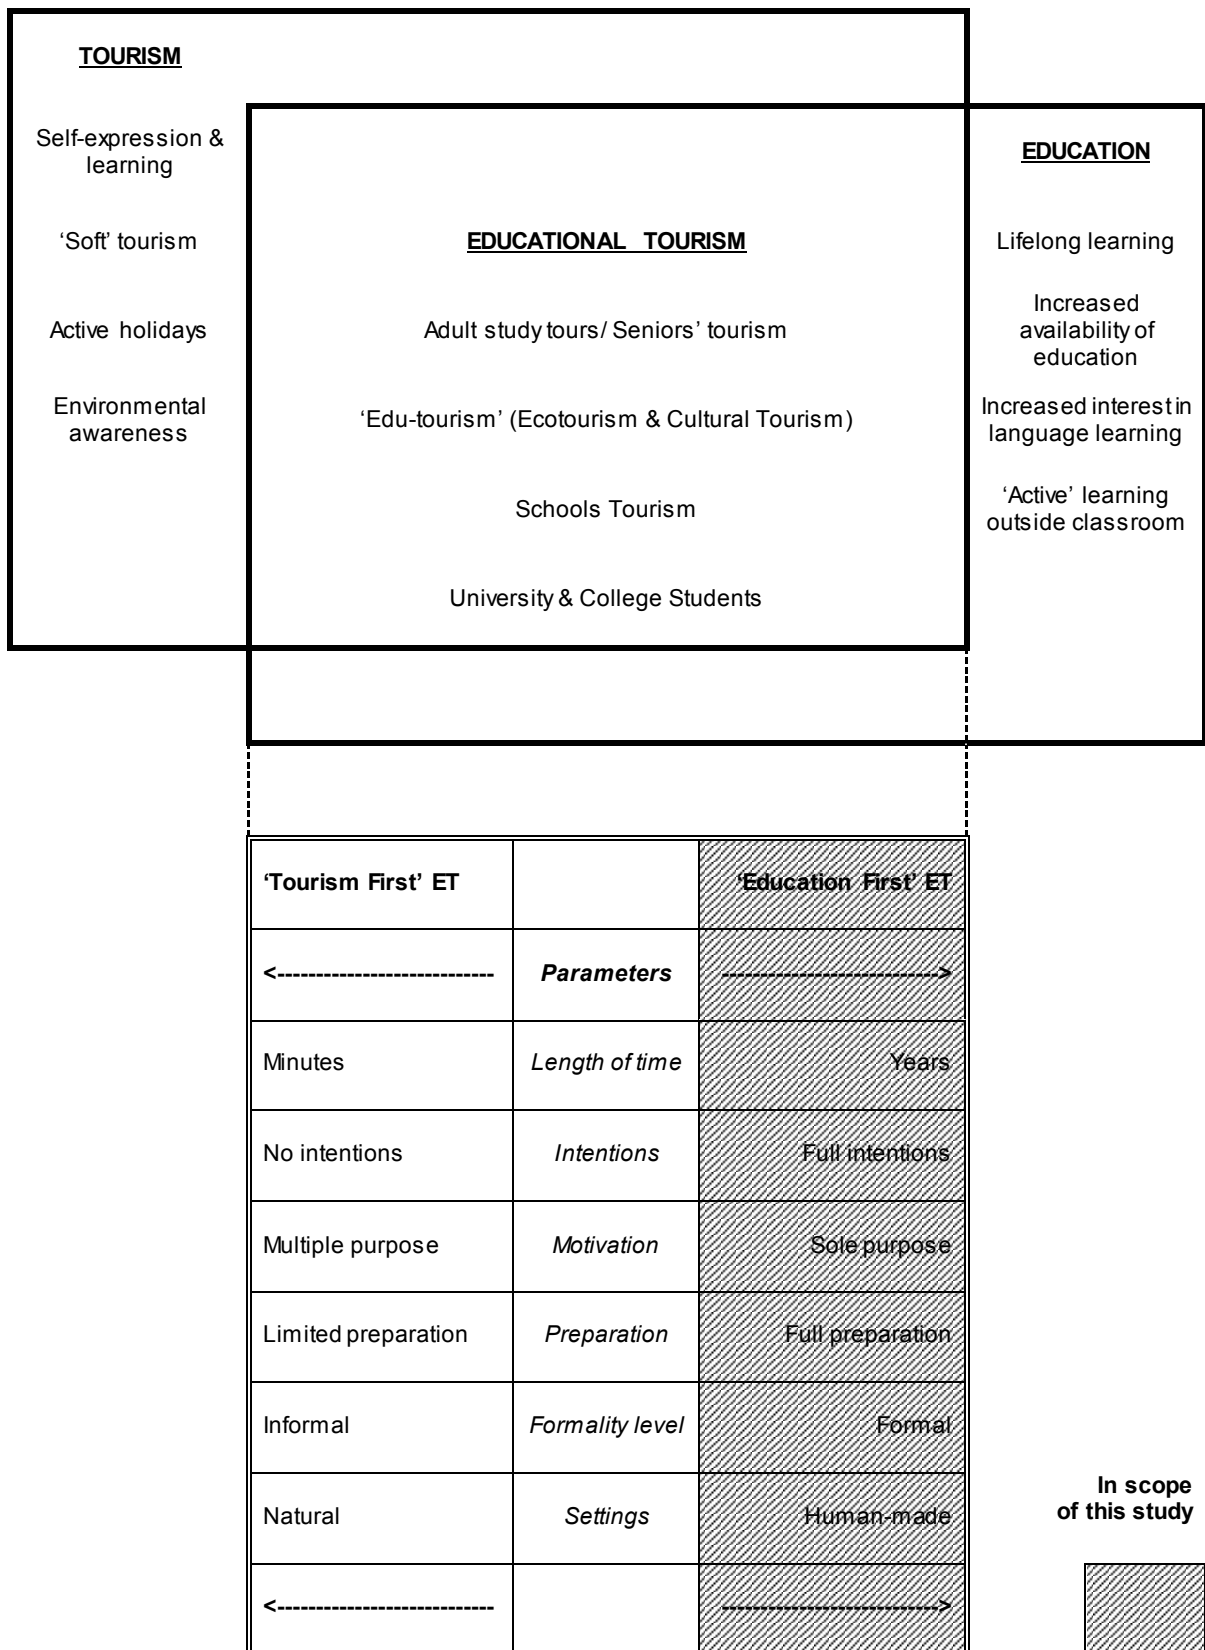 TOURISM
Self-expression &
learning
‘Soft’ tourism
Active holidays
Environmental
awareness
EDUCATIONAL TOURISM
Adult study tours/ Seniors’ tourism
‘Edu-tourism’ (Ecotourism & Cultural Tourism)
Schools Tourism
University & College Students
EDUCATION
Lifelong learning
Increased
availability of
education
Increased interest in
language learning
‘Active’ learning
outside classroom
‘Tourism First’ ET ‘Education First’ ET
<---------------------------- Parameters ---------------------------->
Minutes Length of time Years
No intentions Intentions Full intentions
Multiple purpose Motivation Sole purpose
Limited preparation Preparation Full preparation
Informal Formality level Formal
Natural Settings Human-made
<---------------------------- ---------------------------->
In scope
of this study